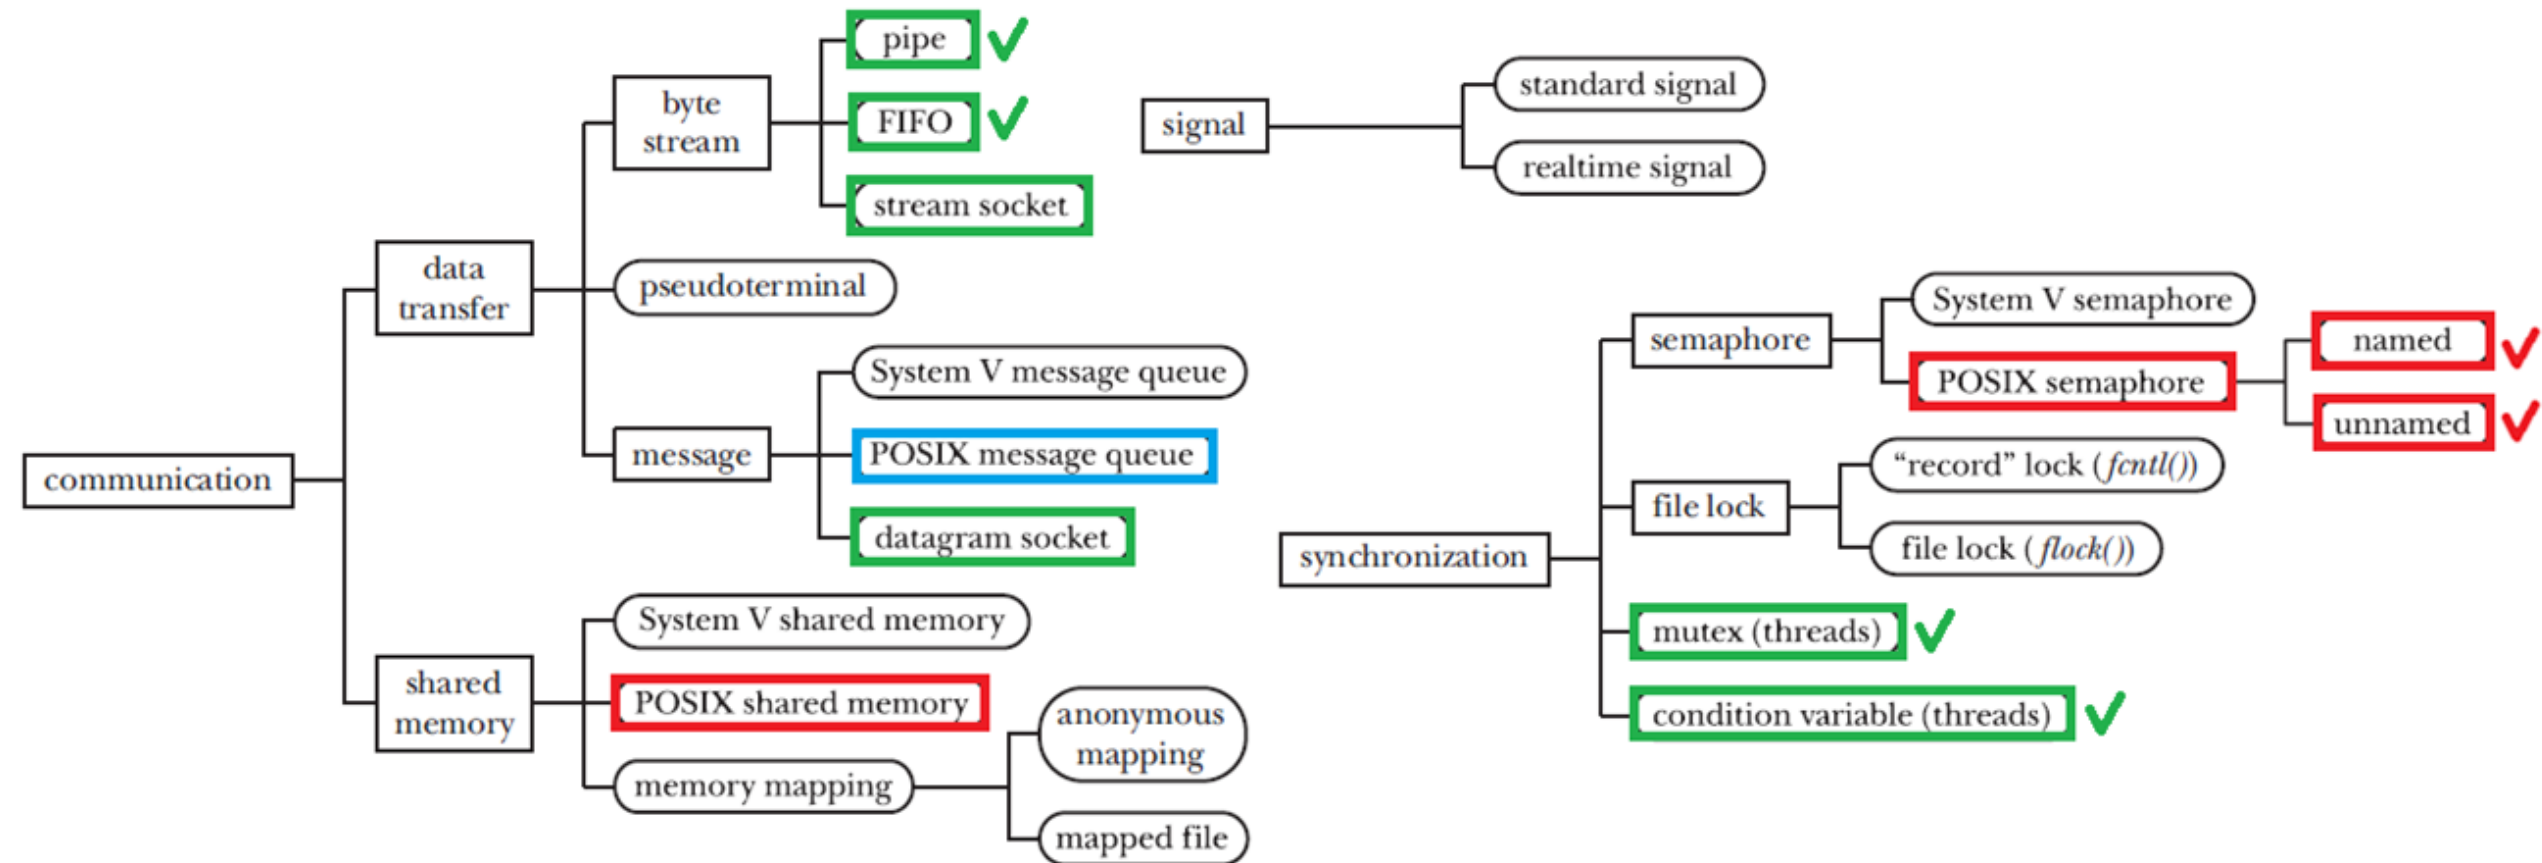 communication
data
transfer
byte
stream
pipe
FIFO
stream socket
pseudoterminal
message
System V message queue
POSIX message queue
datagram socket
shared
memory
System V shared memory
POSIX shared memory
memory mapping
anonymous
mapping
mapped file
signal
standard signal
realtime signal
synchronization
semaphore
System V semaphore
POSIX semaphore
named
unnamed
file lock
“record” lock (fcntl())
file lock (flock())
mutex (threads)
condition variable (threads)